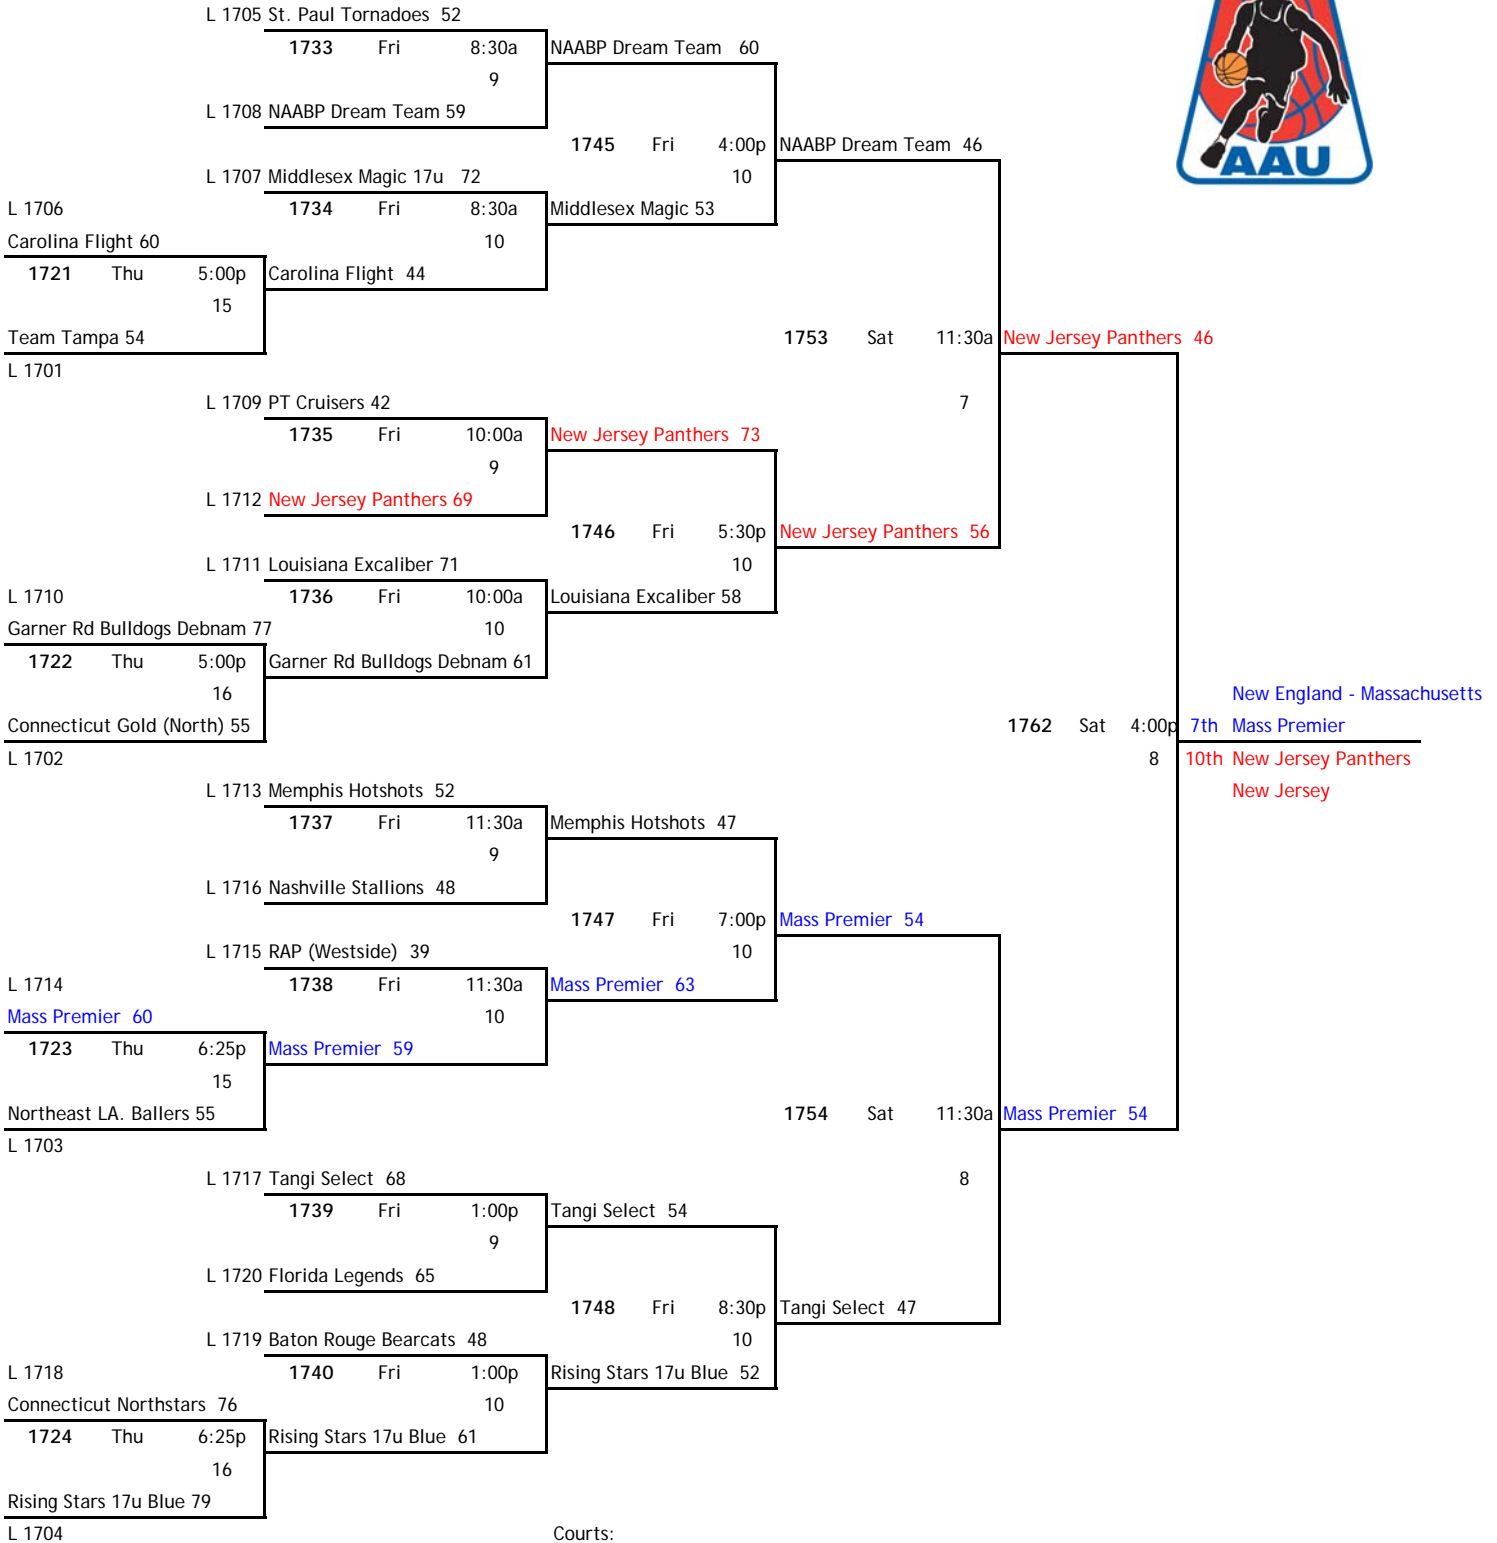 L 1705 St. Paul Tornadoes 52
1733 Fri 8:30a NAABP Dream Team 60
9
L 1708 NAABP Dream Team 59
1745 Fri 4:00p NAABP Dream Team 46
AAU
L 1707 Middlesex Magic 17u 72
10
L 1706
1734 Fri 8:30a Middlesex Magic 53
Carolina Flight 60
10
1721 Thu 5:00p Carolina Flight 44
15
Team Tampa 54
1753 Sat 11:30a New Jersey Panthers 46
L 1701
L 1709 PT Cruisers 42
7
1735 Fri 10:00a New Jersey Panthers 73
9
L 1712 New Jersey Panthers 69
1746 Fri 5:30p New Jersey Panthers 56
L 1711 Louisiana Excaliber 71
10
L 1710
1736 Fri 10:00a Louisiana Excaliber 58
Garner Rd Bulldogs Debnam 77
10
1722 Thu 5:00p Garner Rd Bulldogs Debnam 61
16
New England - Massachusetts
Connecticut Gold (North) 55
1762 Sat 4:00p 7th Mass Premier
L 1702
8 10th New Jersey Panthers
L 1713 Memphis Hotshots 52
New Jersey
1737 Fri 11:30a Memphis Hotshots 47
9
L 1716 Nashville Stallions 48
1747 Fri 7:00p Mass Premier 54
L 1715 RAP (Westside) 39
10
L 1714
1738 Fri 11:30a Mass Premier 63
Mass Premier 60
10
1723 Thu 6:25p Mass Premier 59
15
Northeast LA. Ballers 55
1754 Sat 11:30a Mass Premier 54
L 1703
L 1717 Tangi Select 68
8
1739 Fri 1:00p Tangi Select 54
9
L 1720 Florida Legends 65
1748 Fri 8:30p Tangi Select 47
L 1719 Baton Rouge Bearcats 48
10
L 1718
1740 Fri 1:00p Rising Stars 17u Blue 52
Connecticut Northstars 76
10
1724 Thu 6:25p Rising Stars 17u Blue 61
16
Rising Stars 17u Blue 79
L 1704
Courts: